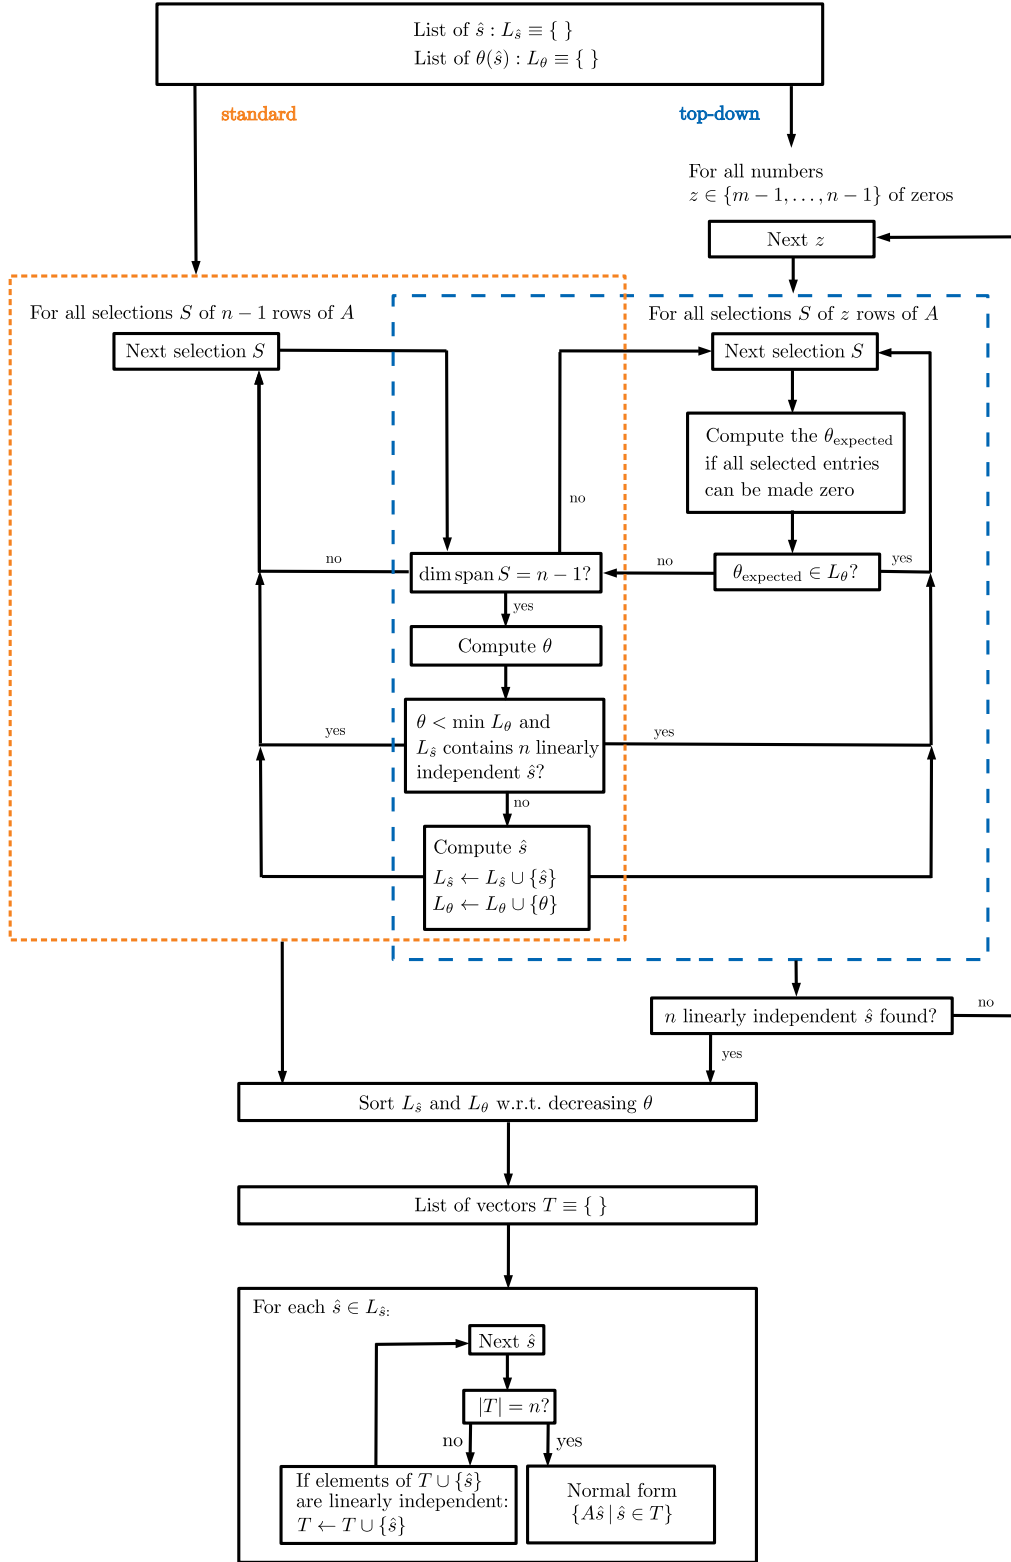 List of ŝ : L_ŝ ≡ { }
List of θ(ŝ) : L_θ ≡ { }
standard
top-down
For all numbers
z ∈ {m − 1, . . . , n − 1} of zeros
Next z
For all selections S of n − 1 rows of A
For all selections S of z rows of A
Next selection S
Next selection S
Compute the θ_expected
if all selected entries
can be made zero
no
no
dim span S = n − 1?
no
θ_expected ∈ L_θ?
yes
yes
Compute θ
θ < min L_θ and
L_ŝ contains n linearly
independent ŝ?
yes
yes
no
Compute ŝ
L_ŝ ← L_ŝ ∪ {ŝ}
L_θ ← L_θ ∪ {θ}
n linearly independent ŝ found?
no
yes
Sort L_ŝ and L_θ w.r.t. decreasing θ
List of vectors T ≡ { }
For each ŝ ∈ L_ŝ:
Next ŝ
|T| = n?
no
yes
If elements of T ∪ {ŝ}
are linearly independent:
T ← T ∪ {ŝ}
Normal form
{Aŝ | ŝ ∈ T}